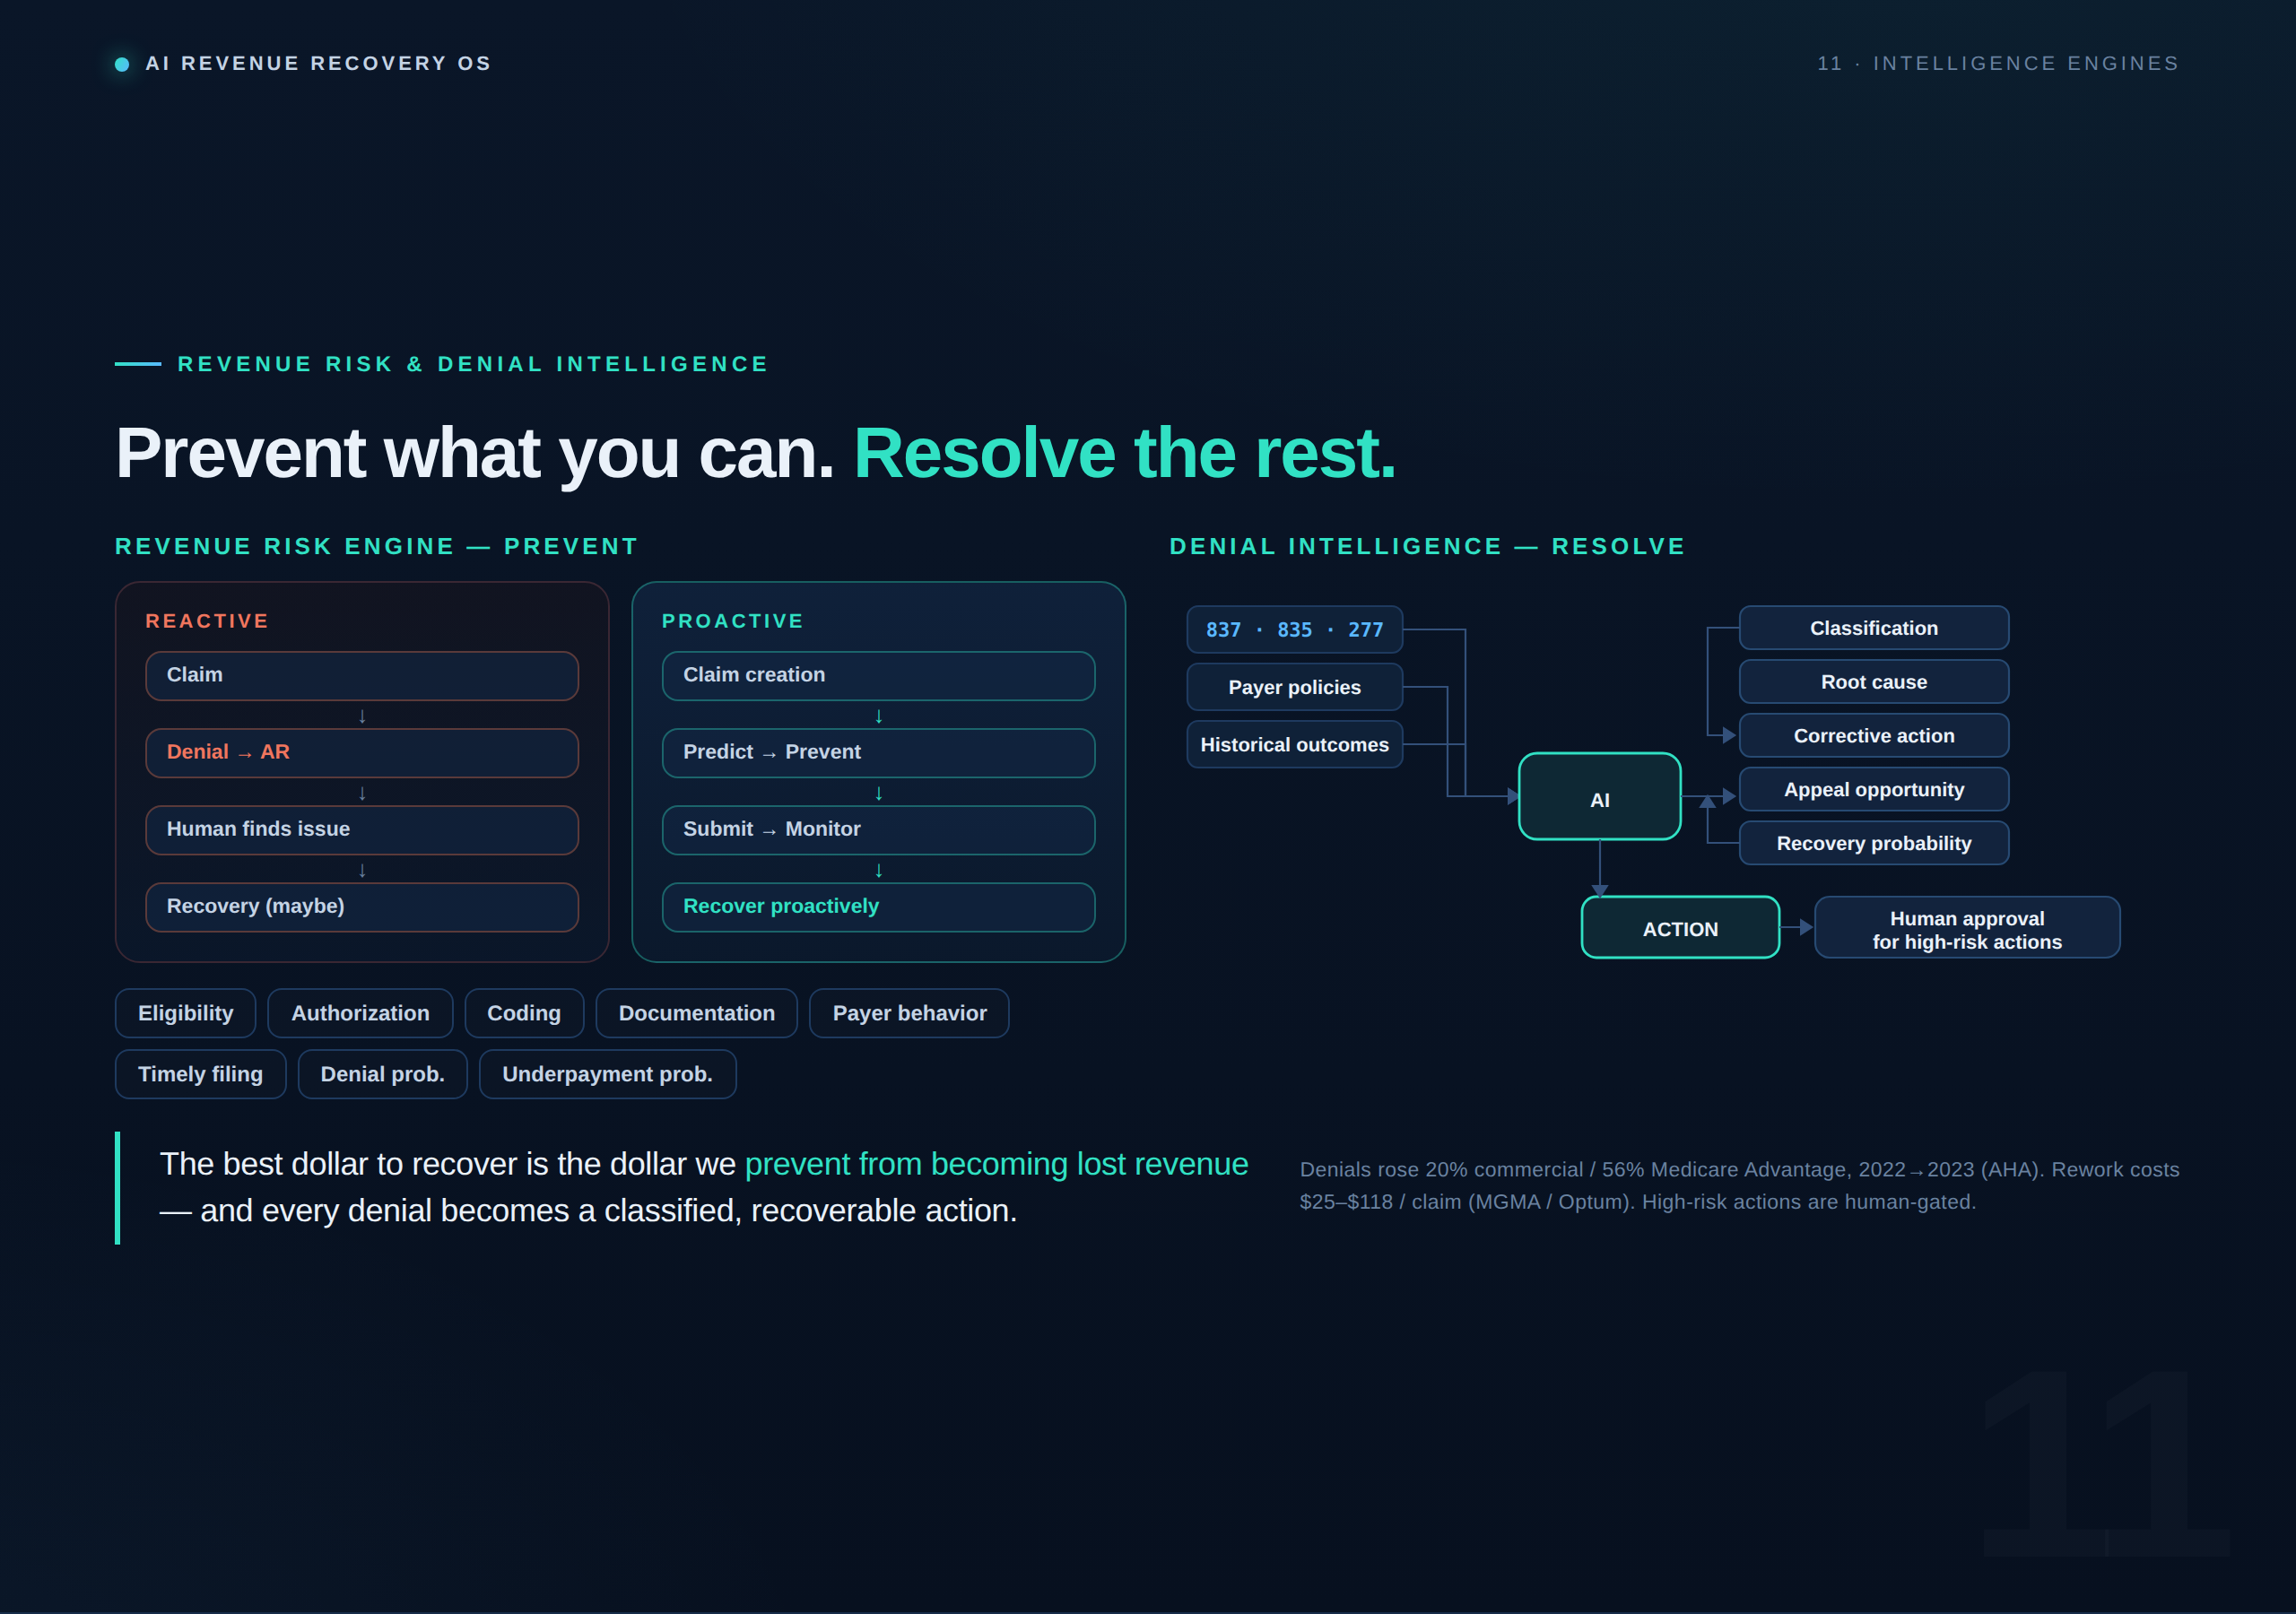 AI REVENUE RECOVERY OS
11 · INTELLIGENCE ENGINES
REVENUE RISK & DENIAL INTELLIGENCE
Prevent what you can. Resolve the rest.
REVENUE RISK ENGINE — PREVENT
REACTIVE
Claim
↓
Denial → AR
↓
Human finds issue
↓
Recovery (maybe)
PROACTIVE
Claim creation
↓
Predict → Prevent
↓
Submit → Monitor
↓
Recover proactively
Eligibility
Authorization
Coding
Documentation
Payer behavior
Timely filing
Denial prob.
Underpayment prob.
DENIAL INTELLIGENCE — RESOLVE
837 · 835 · 277
Payer policies
Historical outcomes
AI
Classification
Root cause
Corrective action
Appeal opportunity
Recovery probability
ACTION
Human approval
for high-risk actions
The best dollar to recover is the dollar we prevent from becoming lost revenue
— and every denial becomes a classified, recoverable action.
Denials rose 20% commercial / 56% Medicare Advantage, 2022→2023 (AHA). Rework costs
$25–$118 / claim (MGMA / Optum). High-risk actions are human-gated.
11